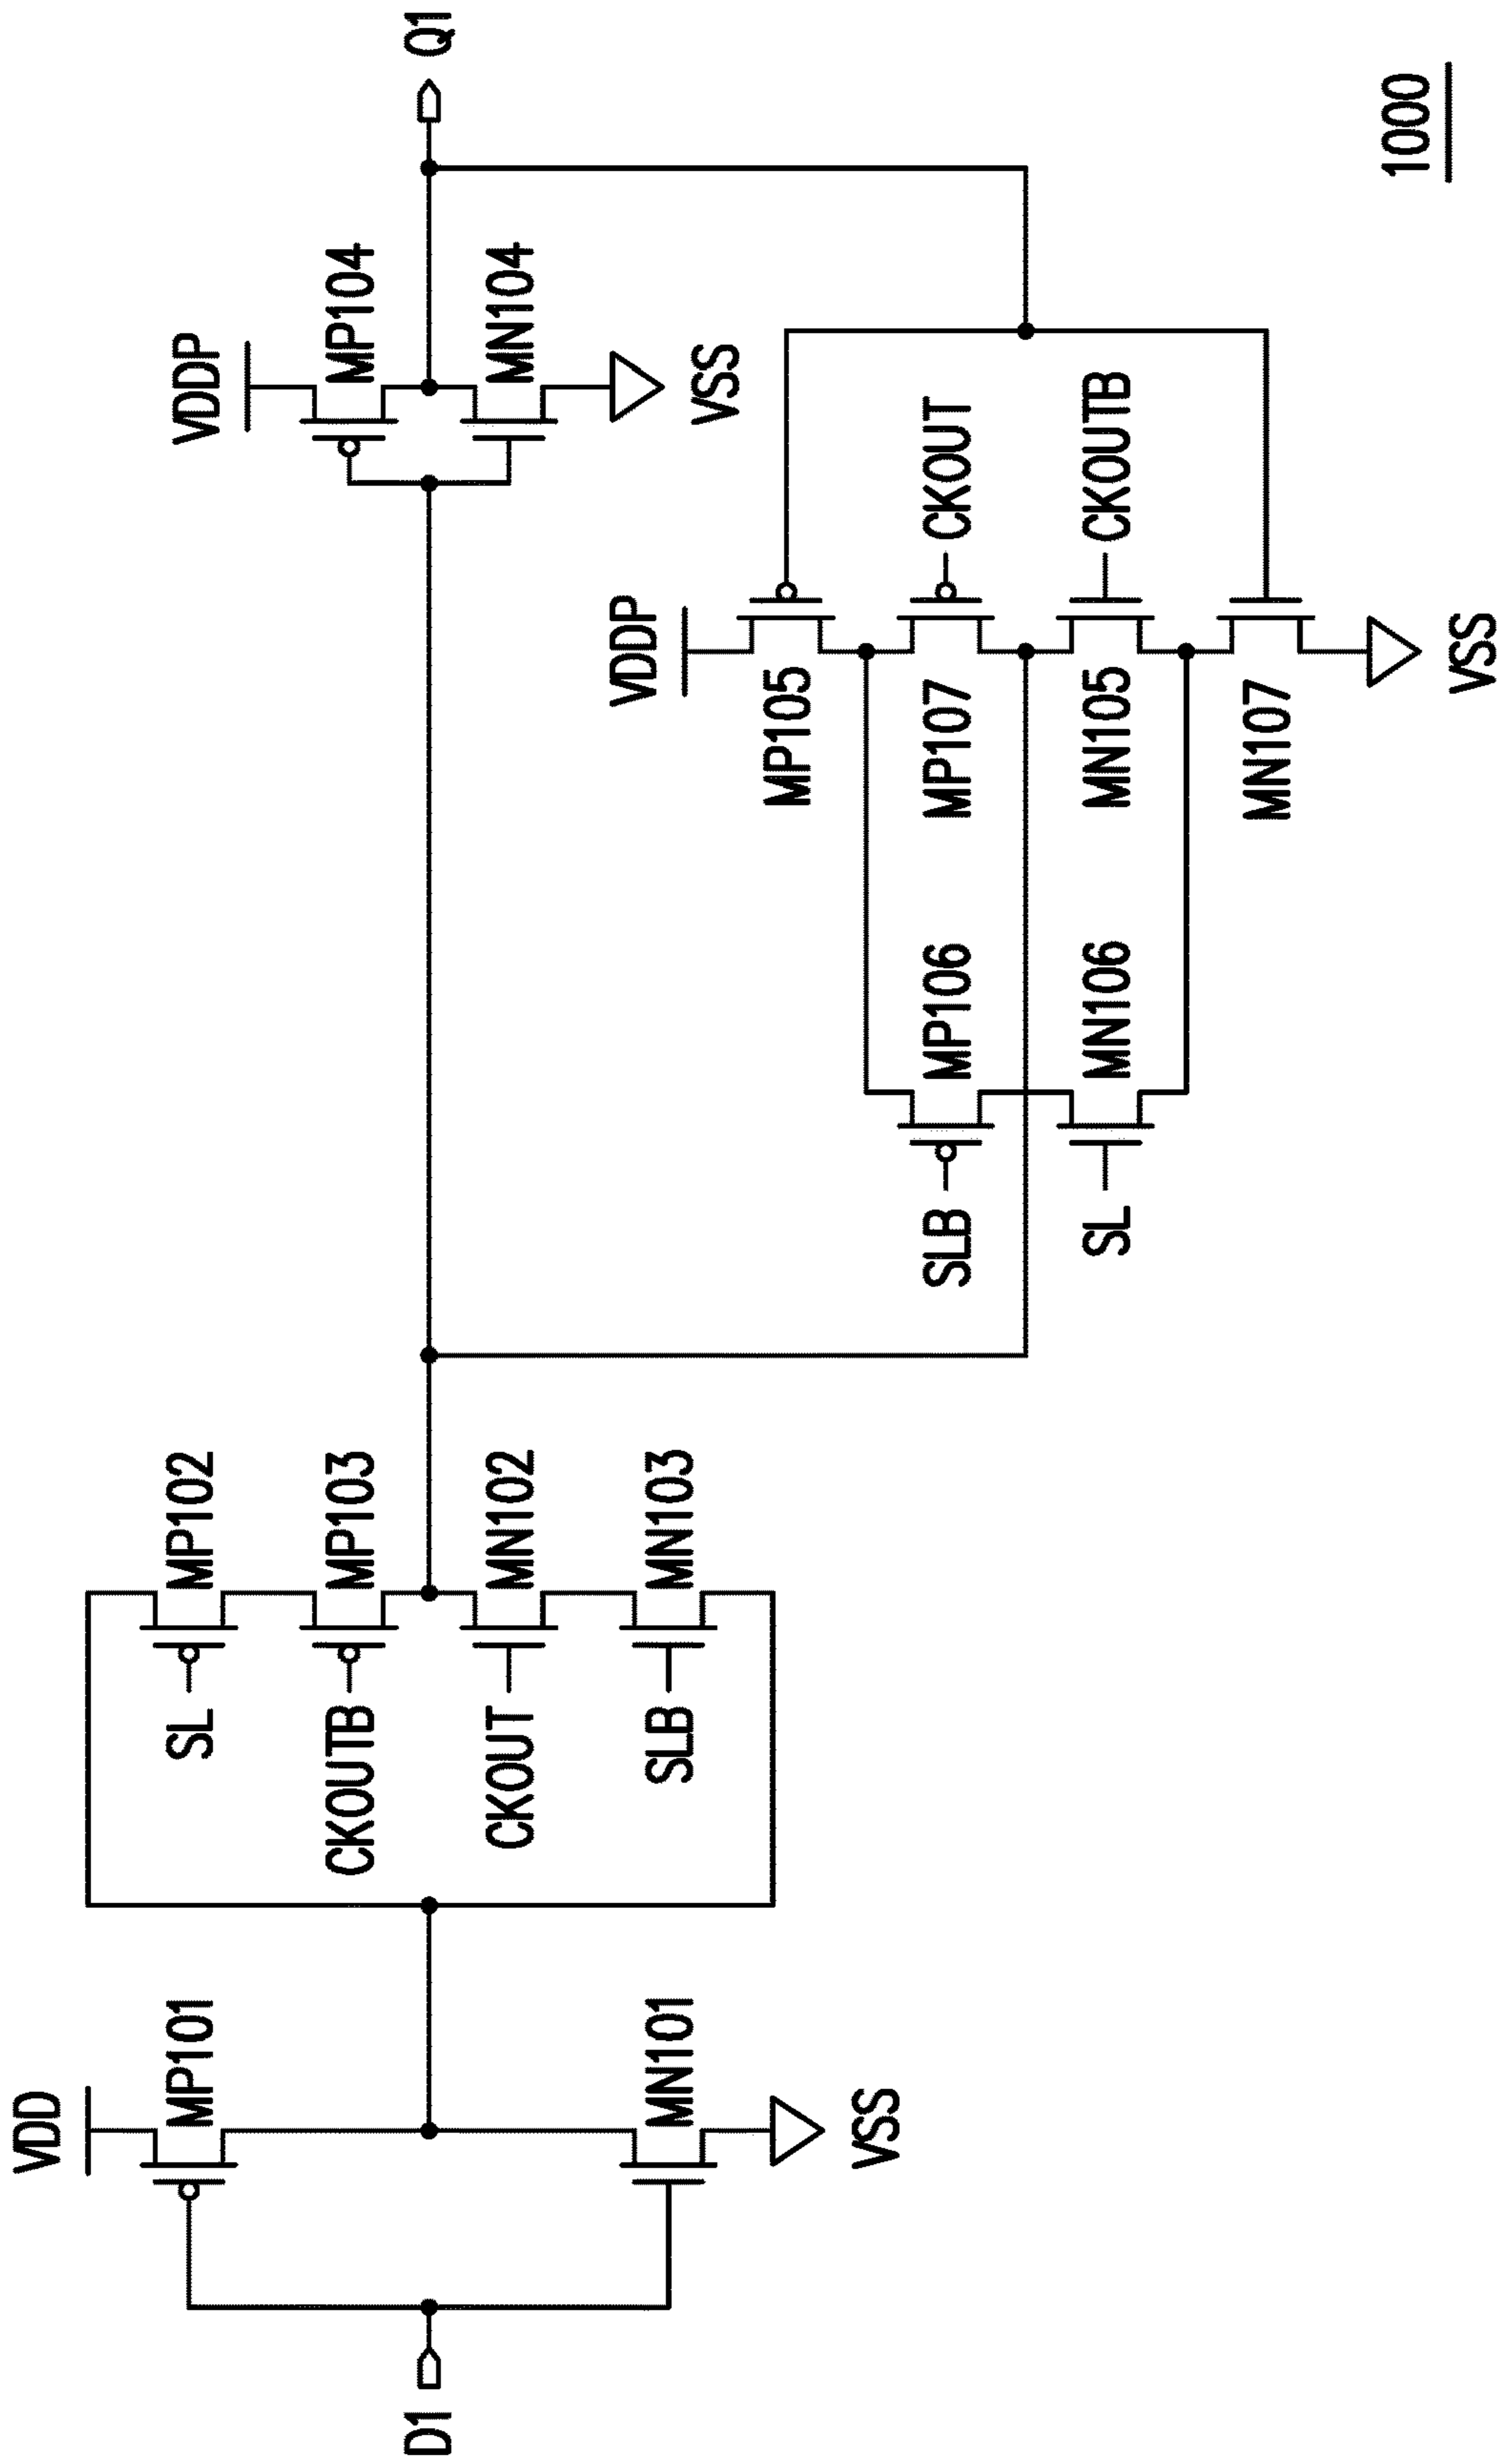 D1
VDD
MP101
MN101
VSS
SL
MP102
CKOUTB
MP103
CKOUT
MN102
SLB
MN103
VDDP
MP104
MN104
VSS
Q1
SLB
MP106
SL
MN106
VDDP
MP105
MP107
CKOUT
MN105
CKOUTB
MN107
VSS
1000